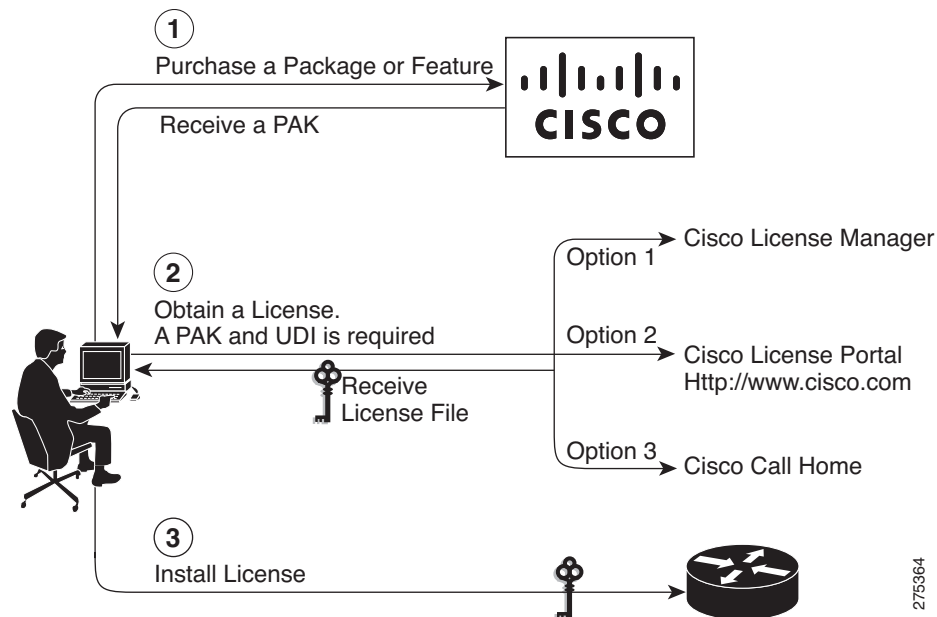 1
Purchase a Package or Feature
CISCO
Receive a PAK
Option 1
Cisco License Manager
2
Obtain a License.
A PAK and UDI is required
Option 2
Cisco License Portal
Http://www.cisco.com
Receive
License File
Option 3
Cisco Call Home
3
Install License
275364